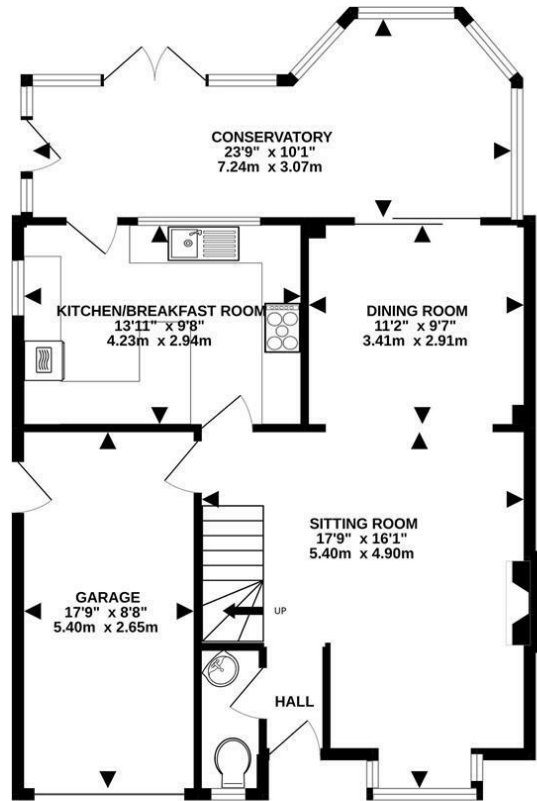 CONSERVATORY
23'9" x 10'1"
7.24m x 3.07m
KITCHEN/BREAKFAST ROOM
13'11" x 9'8"
4.23m x 2.94m
DINING ROOM
11'2" x 9'7"
3.41m x 2.91m
SITTING ROOM
17'9" x 16'1"
5.40m x 4.90m
GARAGE
17'9" x 8'8"
5.40m x 2.65m
UP
HALL